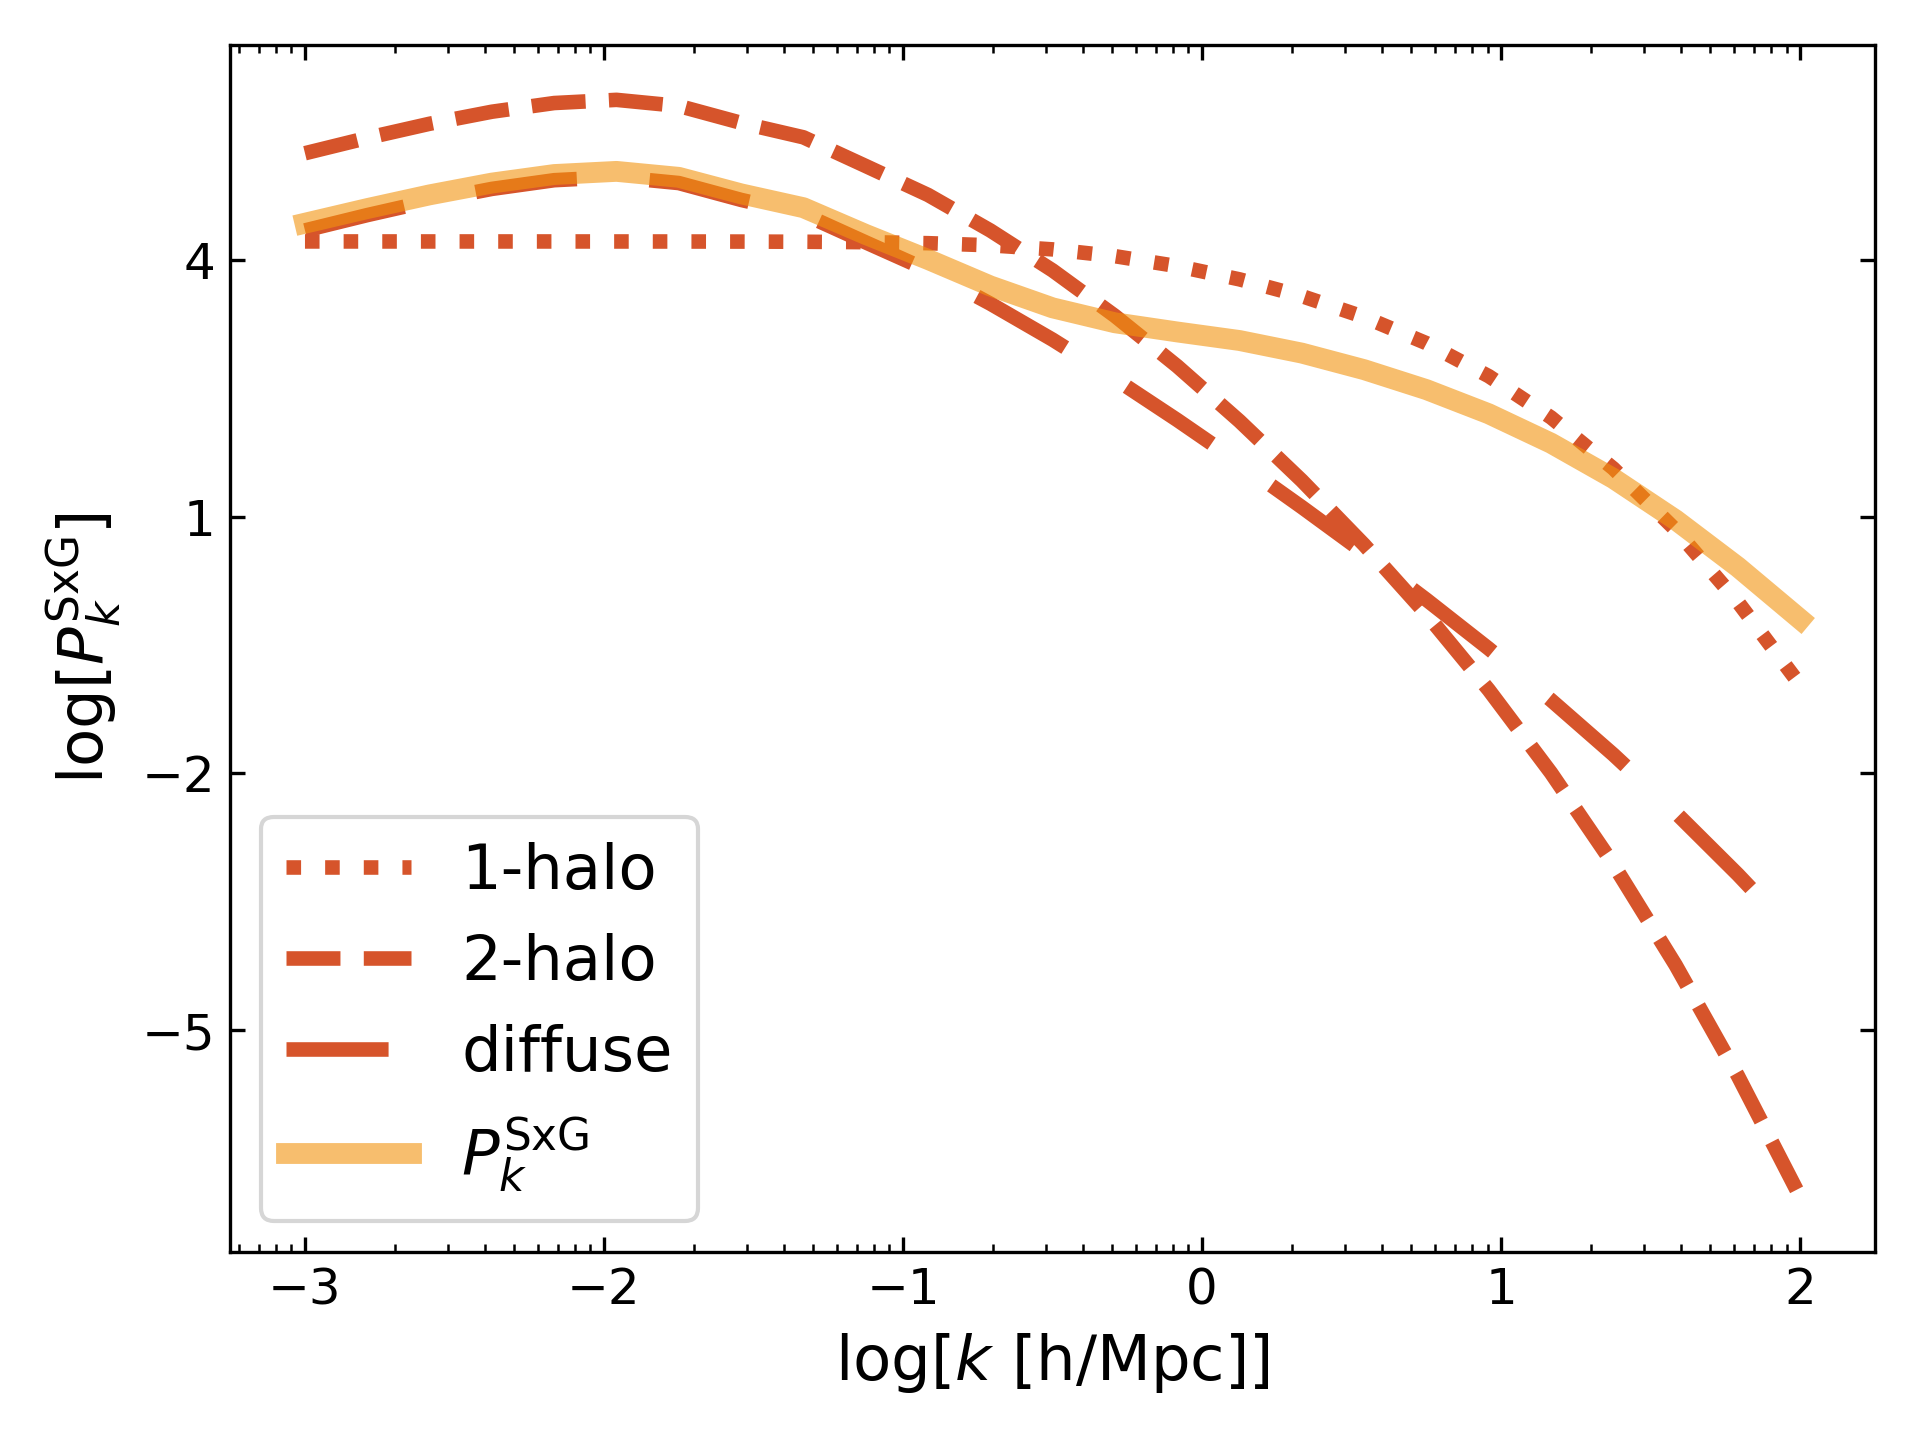 log[P_k^SxG]
4
1
−2
−5
1-halo
2-halo
diffuse
P_k^SxG
−3 −2 −1 0 1 2
log[k [h/Mpc]]